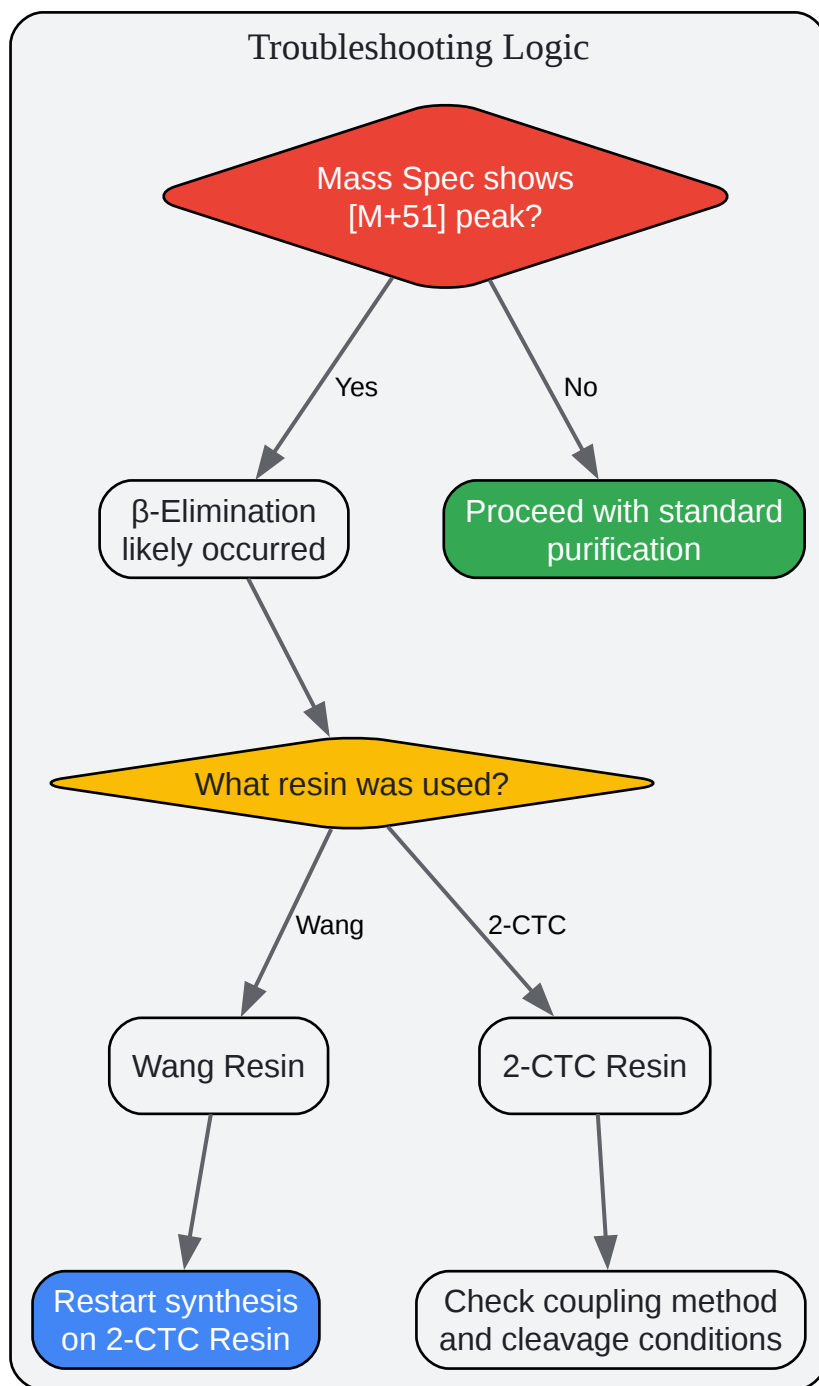 Troubleshooting Logic
Mass Spec shows
[M+51] peak?
Yes
No
β-Elimination
likely occurred
Proceed with standard
purification
What resin was used?
Wang
2-CTC
Wang Resin
2-CTC Resin
Restart synthesis
on 2-CTC Resin
Check coupling method
and cleavage conditions